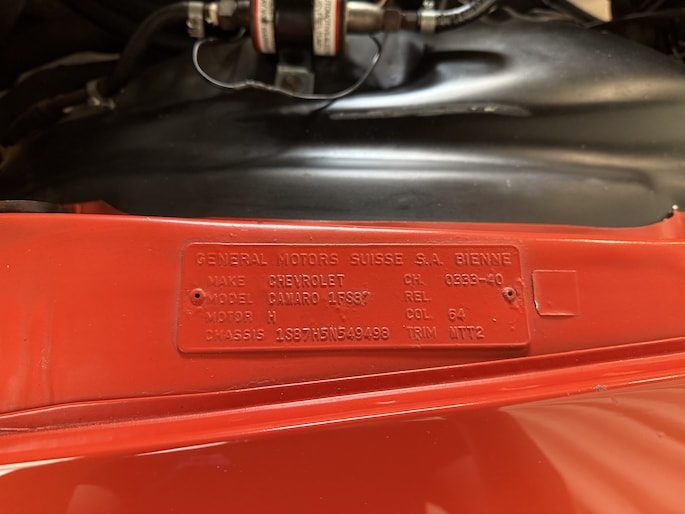 GENERAL MOTORS SUISSE S.A. BIENNE
MAKE CHEVROLET CH. 0333-40
MODEL CAMARO 1FS87 REL.
MOTOR H COL. 64
CHASSIS 1S87H5N549498 TRIM NTT2